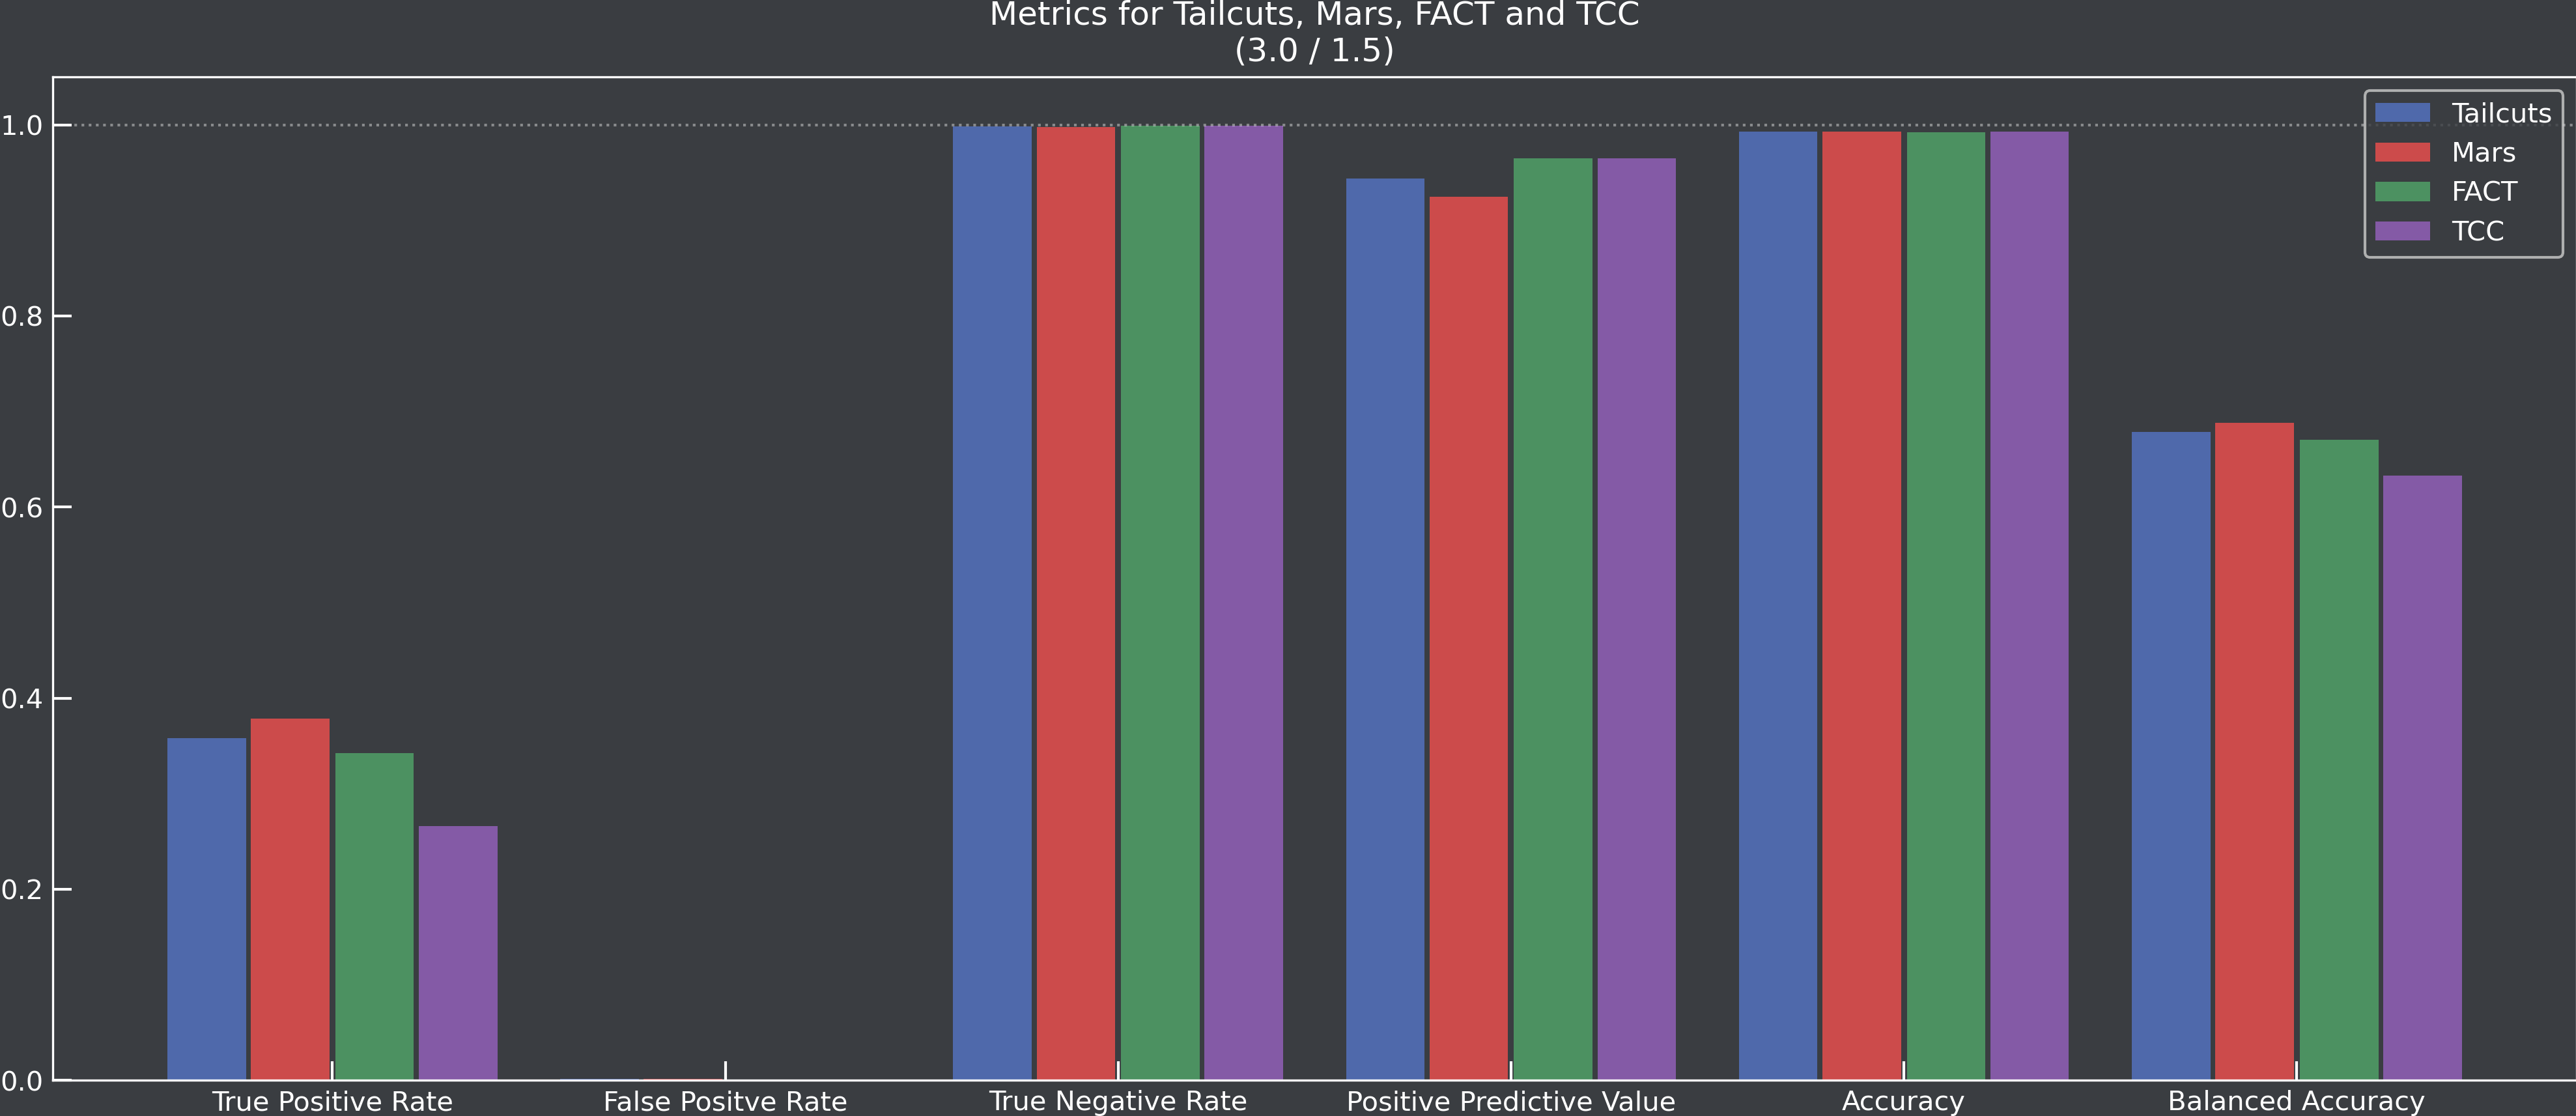 Metrics for Tailcuts, Mars, FACT and TCC
(3.0 / 1.5)
1.0
0.8
0.6
0.4
0.2
0.0
Tailcuts
Mars
FACT
TCC
True Positive Rate
False Positve Rate
True Negative Rate
Positive Predictive Value
Accuracy
Balanced Accuracy